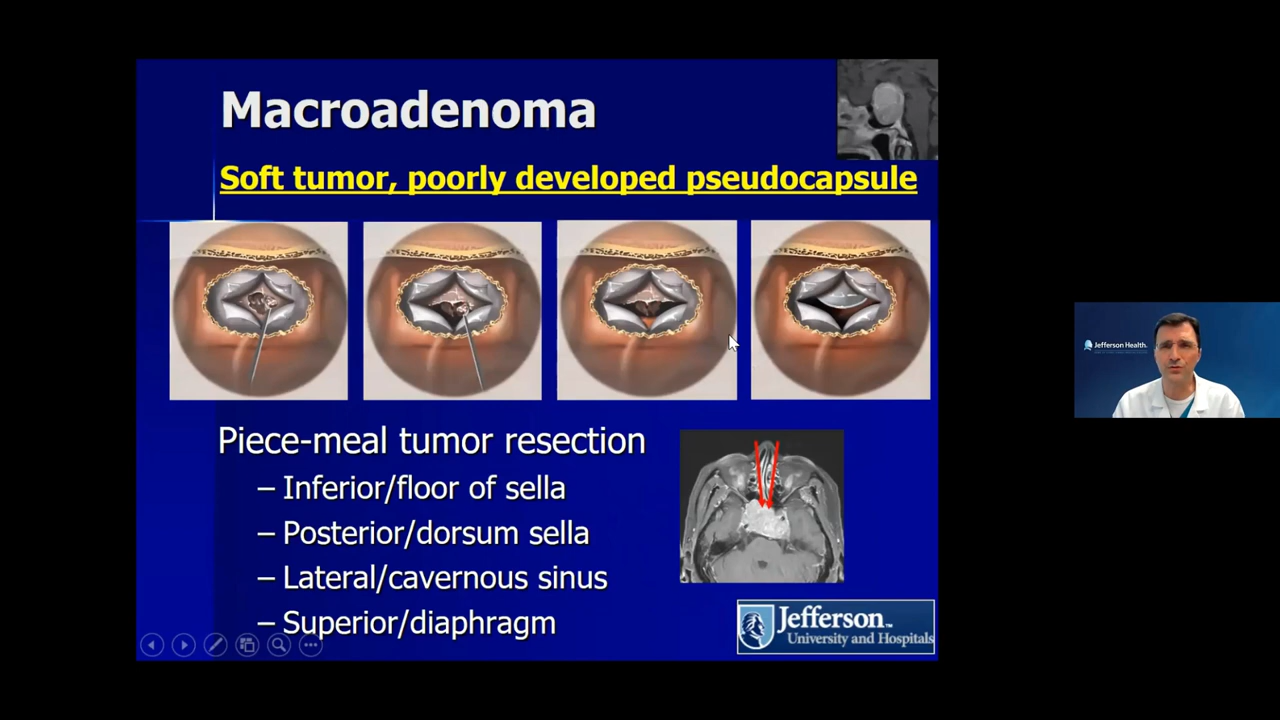 Macroadenoma
Soft tumor, poorly developed pseudocapsule
Piece-meal tumor resection
– Inferior/floor of sella
– Posterior/dorsum sella
– Lateral/cavernous sinus
– Superior/diaphragm
Jefferson™
University and Hospitals
Jefferson Health.